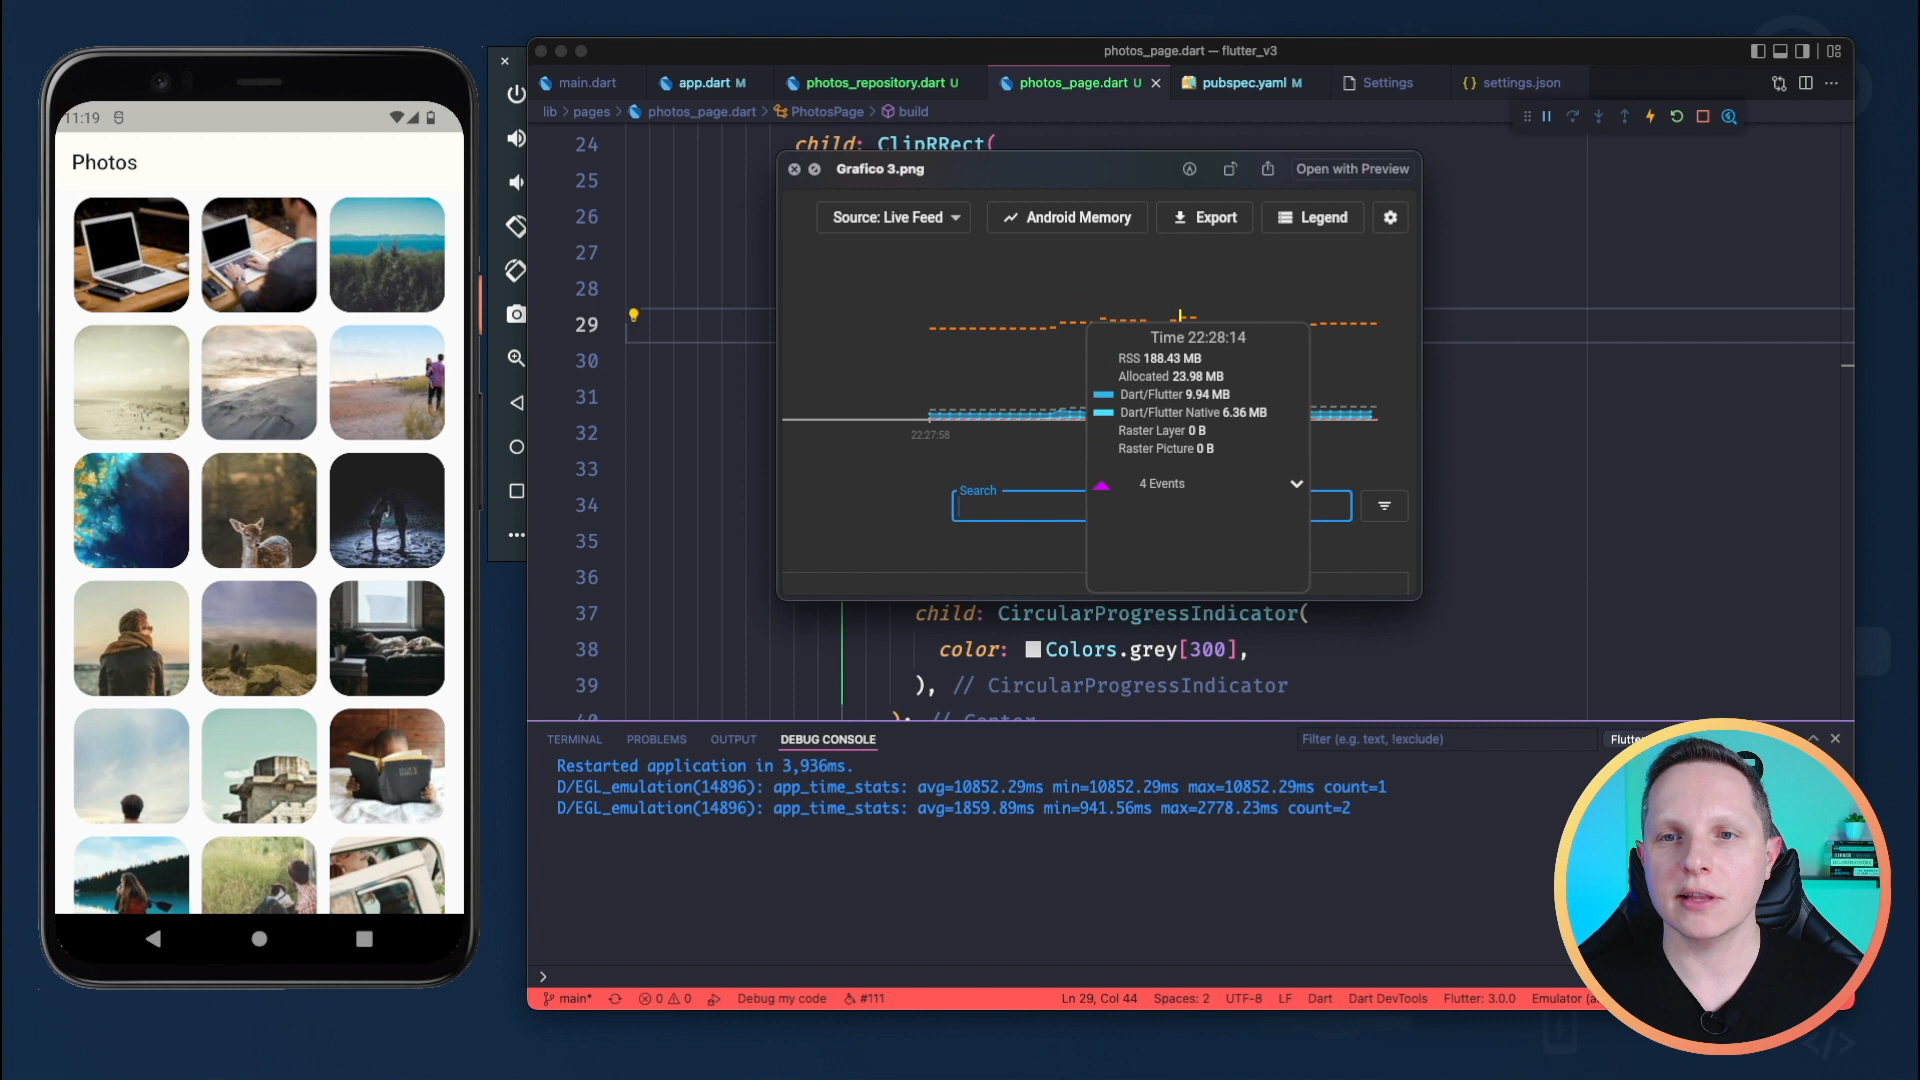 11:19
Photos
photos_page.dart — flutter_v3
main.dart
app.dart M
photos_repository.dart U
photos_page.dart U
pubspec.yaml M
Settings
{} settings.json
lib > pages > photos_page.dart > PhotosPage > build
24 child: ClipRRect(
25
26
27
28
29
30
31
32
33
34
35
36
37 child: CircularProgressIndicator(
38 color: Colors.grey[300],
39 ), // CircularProgressIndicator
40 ); // Center
Grafico 3.png
Open with Preview
Source: Live Feed
Android Memory
Export
Legend
Time 22:28:14
RSS 188.43 MB
Allocated 23.98 MB
Dart/Flutter 9.94 MB
Dart/Flutter Native 6.36 MB
Raster Layer 0 B
Raster Picture 0 B
22:27:58
4 Events
Search
TERMINAL
PROBLEMS
OUTPUT
DEBUG CONSOLE
Filter (e.g. text, !exclude)
Restarted application in 3,936ms.
D/EGL_emulation(14896): app_time_stats: avg=10852.29ms min=10852.29ms max=10852.29ms count=1
D/EGL_emulation(14896): app_time_stats: avg=1859.89ms min=941.56ms max=2778.23ms count=2
>
main*
0 0
Debug my code
#111
Ln 29, Col 44
Spaces: 2
UTF-8
LF
Dart
Dart DevTools
Flutter: 3.0.0
Emulator